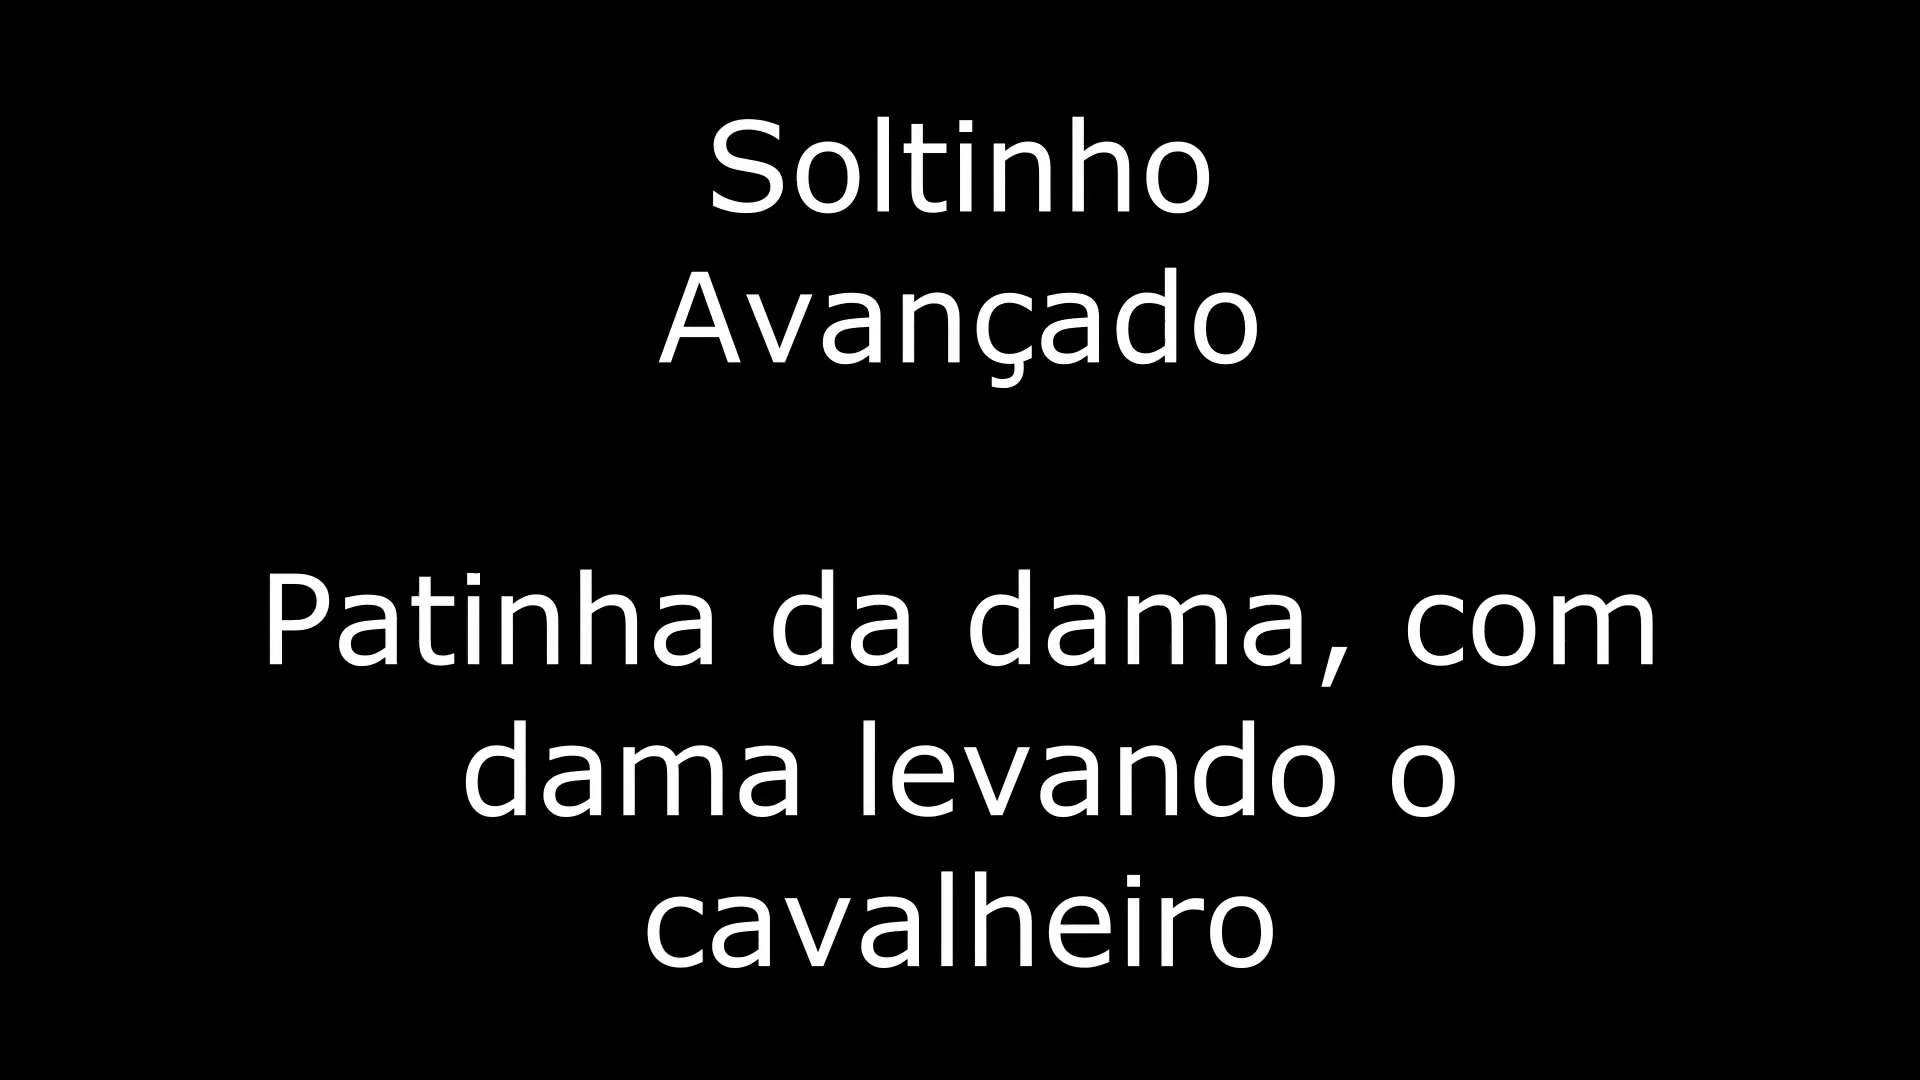 Soltinho
Avançado
Patinha da dama, com
dama levando o
cavalheiro